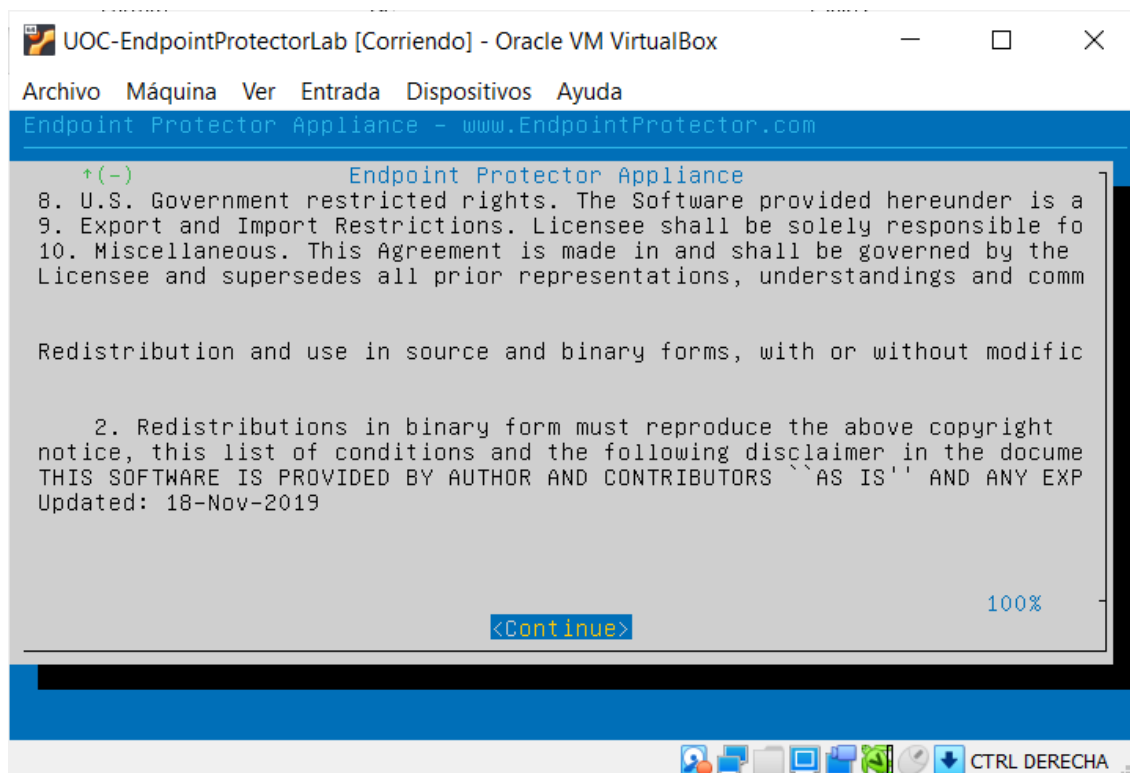 UOC-EndpointProtectorLab [Corriendo] - Oracle VM VirtualBox
Archivo Máquina Ver Entrada Dispositivos Ayuda
Endpoint Protector Appliance - www.EndpointProtector.com
↑(-) Endpoint Protector Appliance
8. U.S. Government restricted rights. The Software provided hereunder is a
9. Export and Import Restrictions. Licensee shall be solely responsible fo
10. Miscellaneous. This Agreement is made in and shall be governed by the
Licensee and supersedes all prior representations, understandings and comm
Redistribution and use in source and binary forms, with or without modific
2. Redistributions in binary form must reproduce the above copyright
notice, this list of conditions and the following disclaimer in the docume
THIS SOFTWARE IS PROVIDED BY AUTHOR AND CONTRIBUTORS ``AS IS'' AND ANY EXP
Updated: 18-Nov-2019
100%
<Continue>
CTRL DERECHA